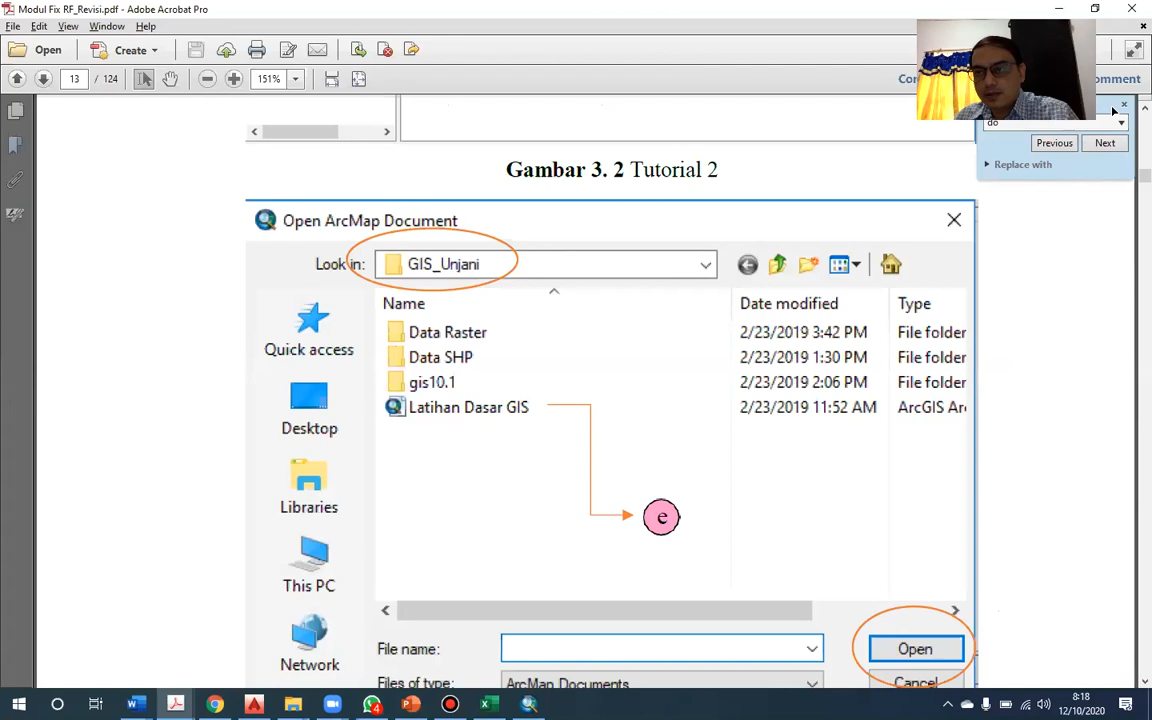 Modul Fix RF_Revisi.pdf - Adobe Acrobat Pro
File Edit View Window Help
Open Create
13 / 124 151%
do
Previous Next
Replace with
Gambar 3. 2 Tutorial 2
Open ArcMap Document
Look in: GIS_Unjani
Name Date modified Type
Data Raster 2/23/2019 3:42 PM File folder
Data SHP 2/23/2019 1:30 PM File folder
gis10.1 2/23/2019 2:06 PM File folder
Latihan Dasar GIS 2/23/2019 11:52 AM ArcGIS Arc
Quick access
Desktop
Libraries
This PC
Network
e
File name: Open
Files of type: ArcMap Documents Cancel
4
8:18
12/10/2020